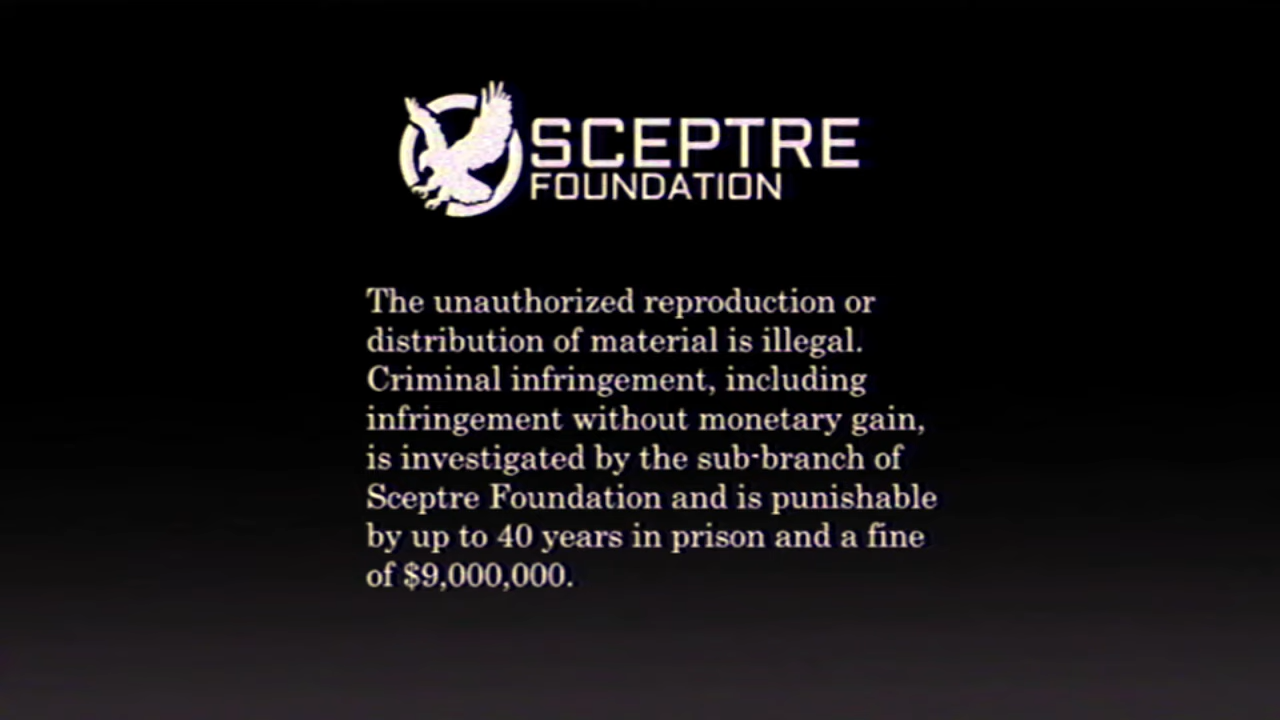 SCEPTRE
FOUNDATION
The unauthorized reproduction or
distribution of material is illegal.
Criminal infringement, including
infringement without monetary gain,
is investigated by the sub-branch of
Sceptre Foundation and is punishable
by up to 40 years in prison and a fine
of $9,000,000.